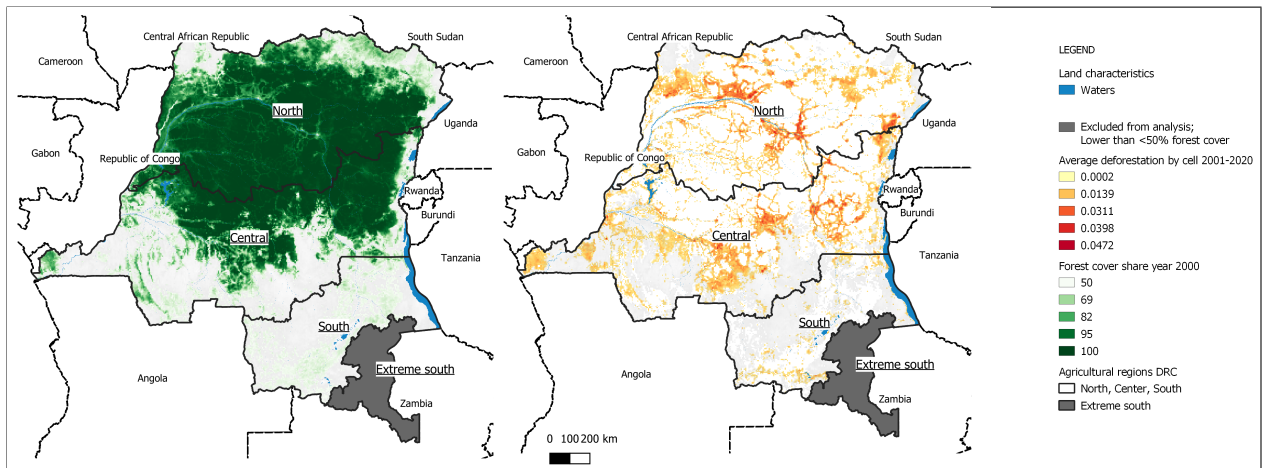 Central African Republic
South Sudan
Cameroon
North
Uganda
Gabon
Republic of Congo
Rwanda
Burundi
Central
Tanzania
South
Extreme south
Angola
Zambia
Central African Republic
South Sudan
Cameroon
North
Uganda
Gabon
Republic of Congo
Rwanda
Burundi
Central
Tanzania
South
Extreme south
Angola
Zambia
0 100 200 km
LEGEND
Land characteristics
Waters
Excluded from analysis;
Lower than <50% forest cover
Average deforestation by cell 2001-2020
0.0002
0.0139
0.0311
0.0398
0.0472
Forest cover share year 2000
50
69
82
95
100
Agricultural regions DRC
North, Center, South
Extreme south